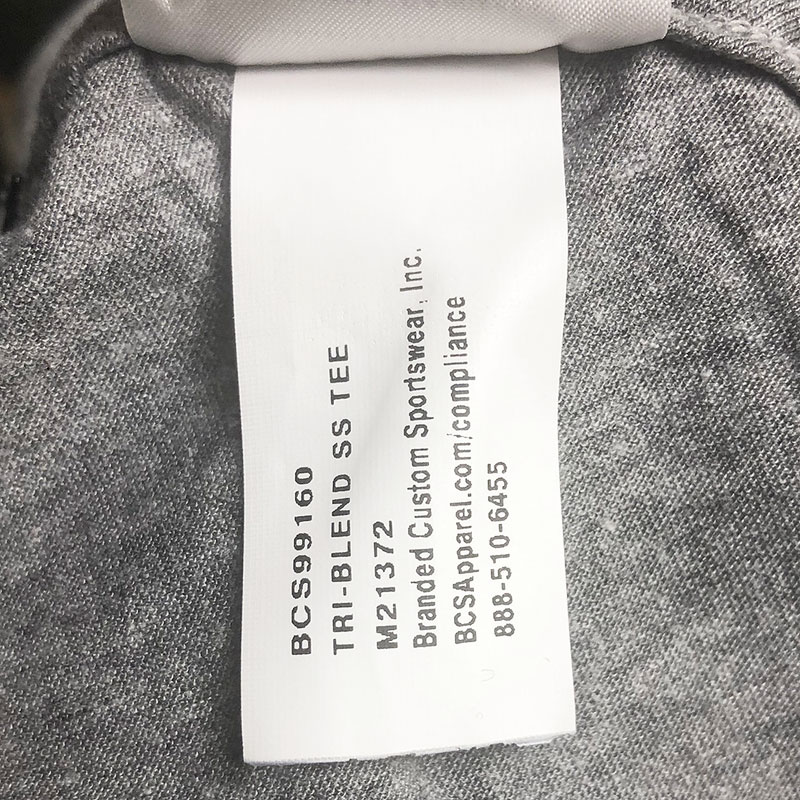 BCS99160
TRI-BLEND SS TEE
M21372
Branded Custom Sportswear, Inc.
BCSApparel.com/compliance
888-510-6455